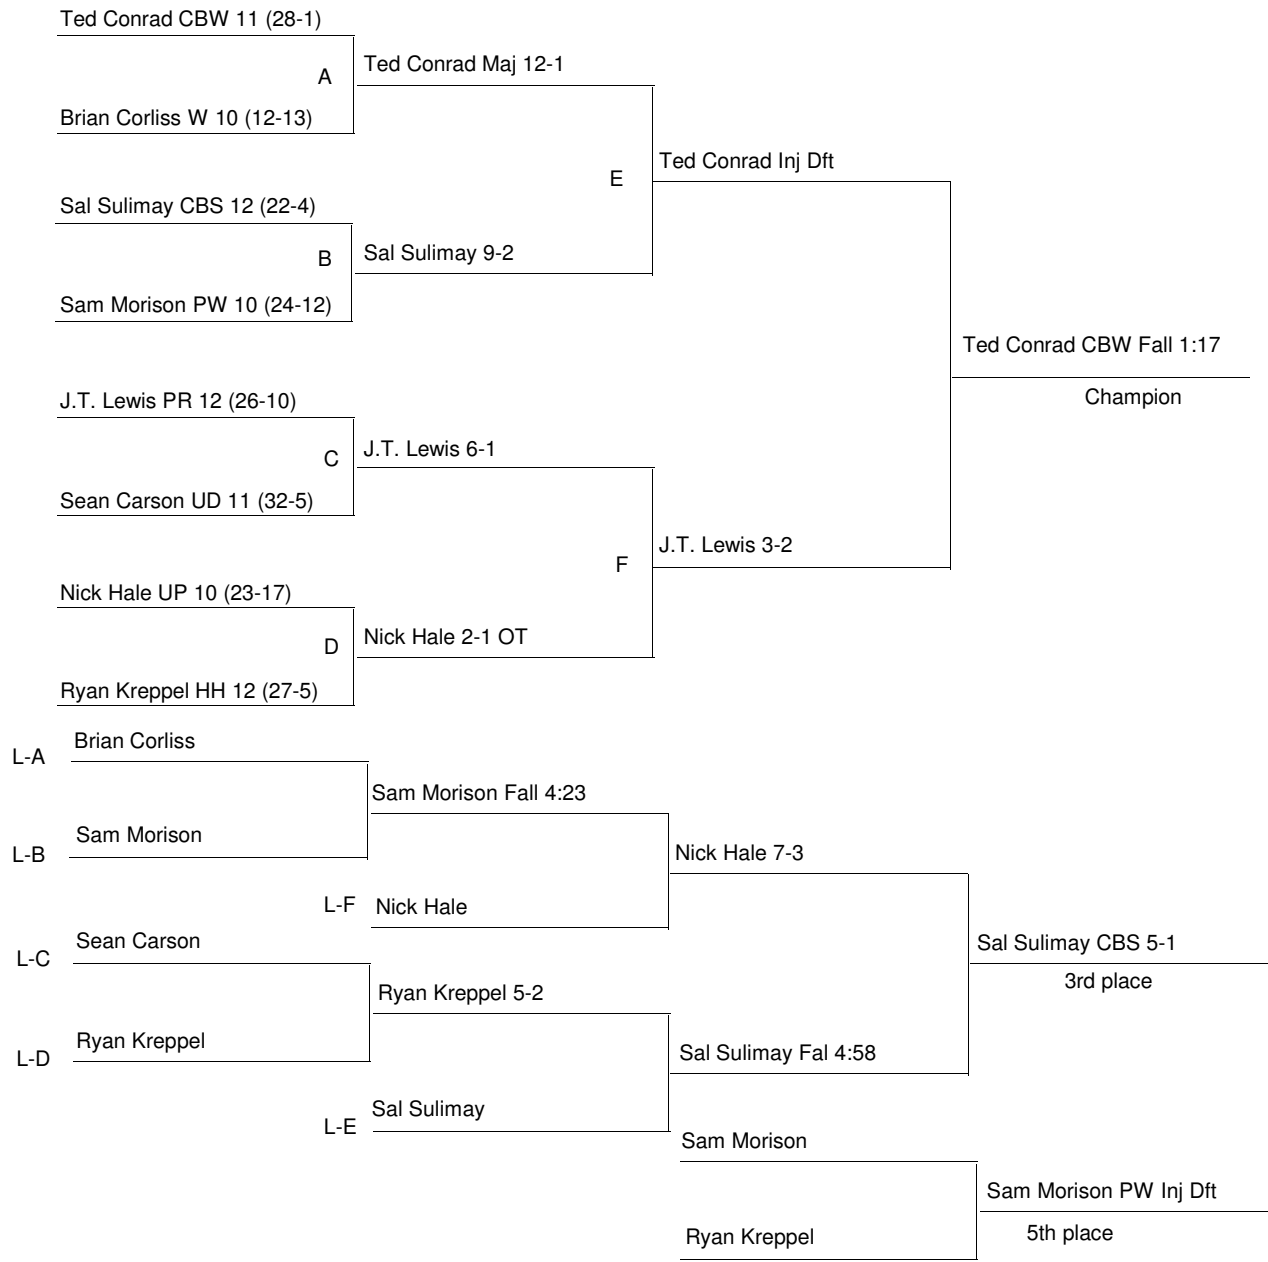 Ted Conrad CBW 11 (28-1)
A
Ted Conrad Maj 12-1
Brian Corliss W 10 (12-13)
E
Ted Conrad Inj Dft
Sal Sulimay CBS 12 (22-4)
B
Sal Sulimay 9-2
Sam Morison PW 10 (24-12)
Ted Conrad CBW Fall 1:17
Champion
J.T. Lewis PR 12 (26-10)
C
J.T. Lewis 6-1
Sean Carson UD 11 (32-5)
F
J.T. Lewis 3-2
Nick Hale UP 10 (23-17)
D
Nick Hale 2-1 OT
Ryan Kreppel HH 12 (27-5)
L-A
Brian Corliss
Sam Morison Fall 4:23
L-B
Sam Morison
Nick Hale 7-3
L-F
Nick Hale
L-C
Sean Carson
Sal Sulimay CBS 5-1
3rd place
Ryan Kreppel 5-2
L-D
Ryan Kreppel
Sal Sulimay Fal 4:58
L-E
Sal Sulimay
Sam Morison
Sam Morison PW Inj Dft
5th place
Ryan Kreppel